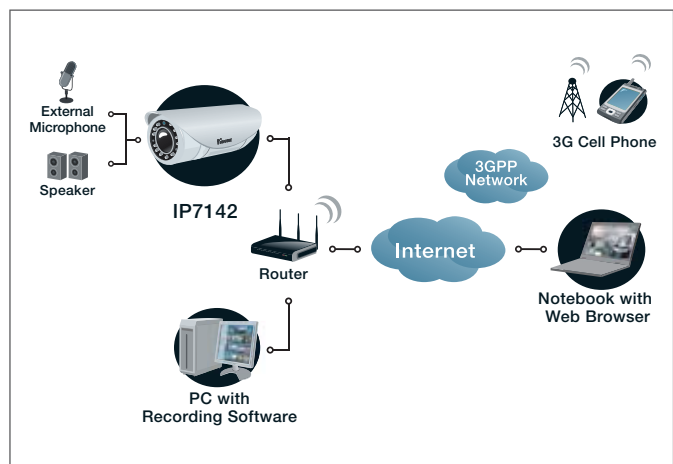 External
Microphone
Speaker
IP7142
Router
PC with
Recording Software
Internet
3GPP
Network
3G Cell Phone
Notebook with
Web Browser